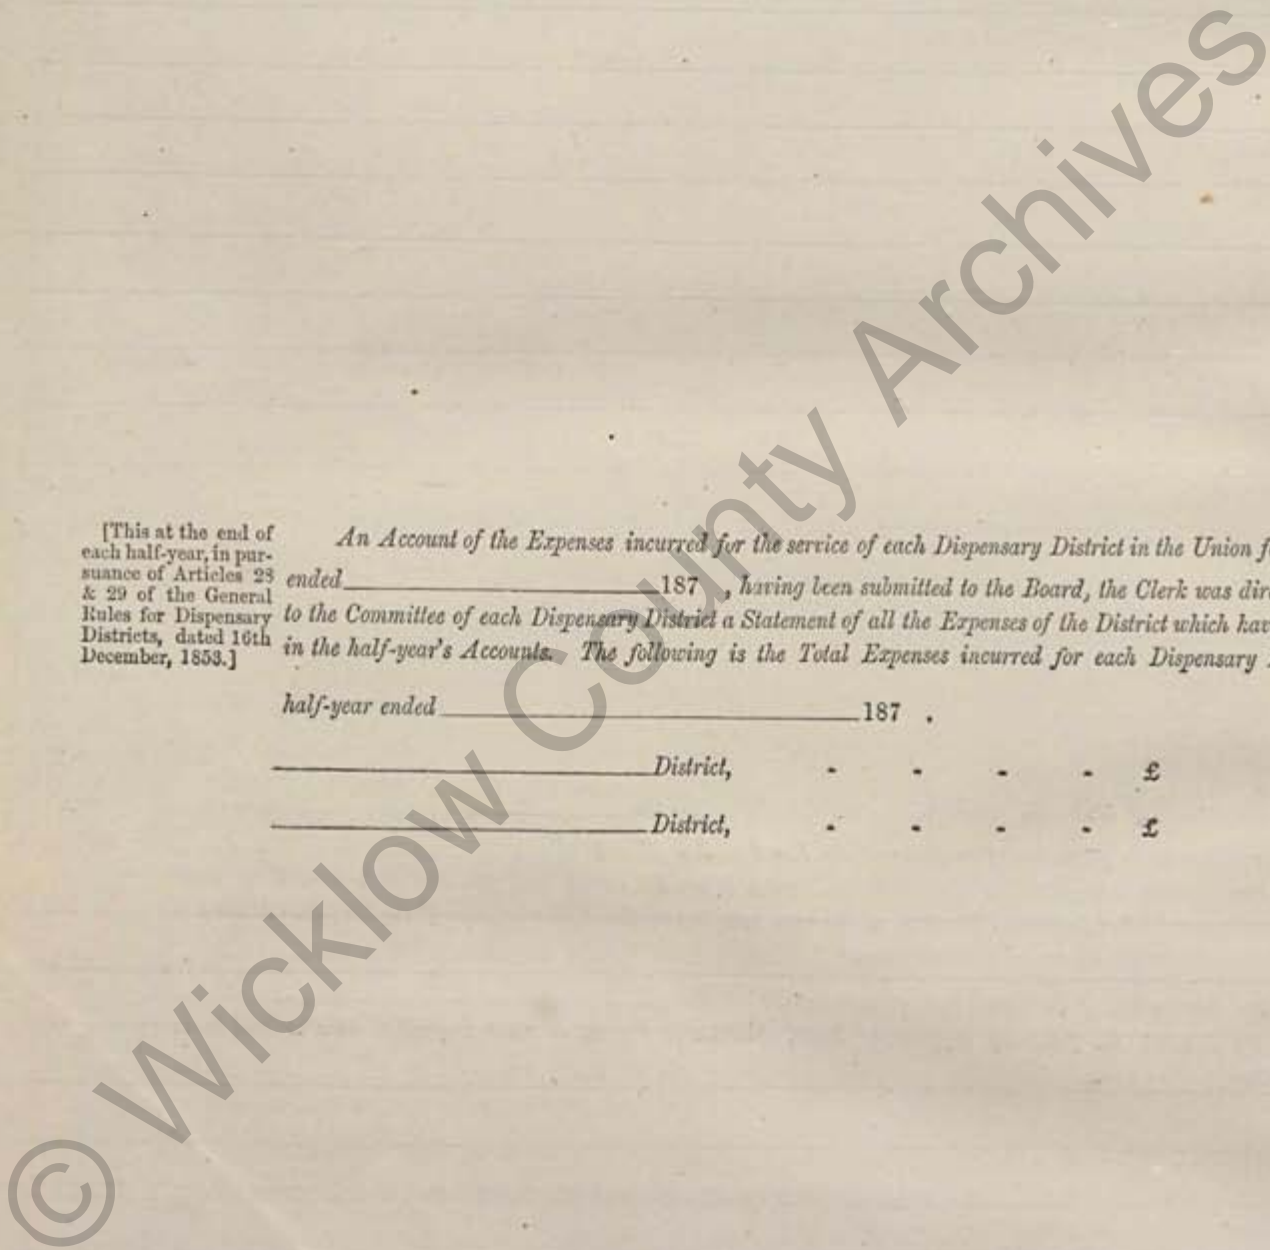 [This at the end of
each half-year, in pur-
suance of Articles 28
& 29 of the General
Rules for Dispensary
Districts, dated 16th
December, 1853.]
An Account of the Expenses incurred for the service of each Dispensary District in the Union f
ended 187 , having been submitted to the Board, the Clerk was dir
to the Committee of each Dispensary District a Statement of all the Expenses of the District which hav
in the half-year's Accounts. The following is the Total Expenses incurred for each Dispensary
half-year ended 187 .
District, - - - - £
District, - - - - £
© Wicklow County Archives